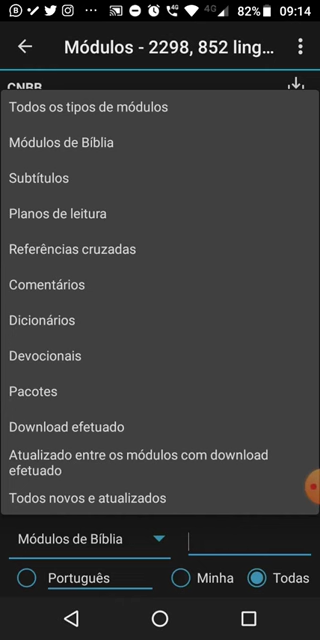 82% 09:14
Módulos - 2298, 852 ling...
CNBB
Todos os tipos de módulos
Módulos de Bíblia
Subtítulos
Planos de leitura
Referências cruzadas
Comentários
Dicionários
Devocionais
Pacotes
Download efetuado
Atualizado entre os módulos com download
efetuado
Todos novos e atualizados
Módulos de Bíblia
Português Minha Todas